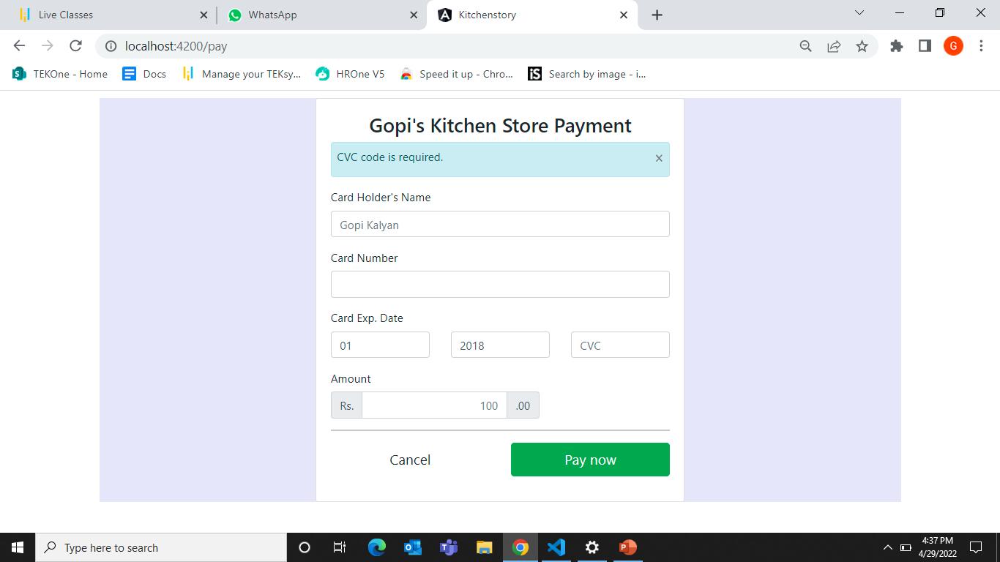 Live Classes
WhatsApp
Kitchenstory
localhost:4200/pay
G
S
TEKOne - Home
Docs
Manage your TEKsy...
HROne V5
Speed it up - Chro...
iS
Search by image - i...
Gopi's Kitchen Store Payment
CVC code is required.
Card Holder's Name
Gopi Kalyan
Card Number
Card Exp. Date
01 2018 CVC
Amount
Rs. 100 .00
Cancel Pay now
Type here to search
4:37 PM
4/29/2022